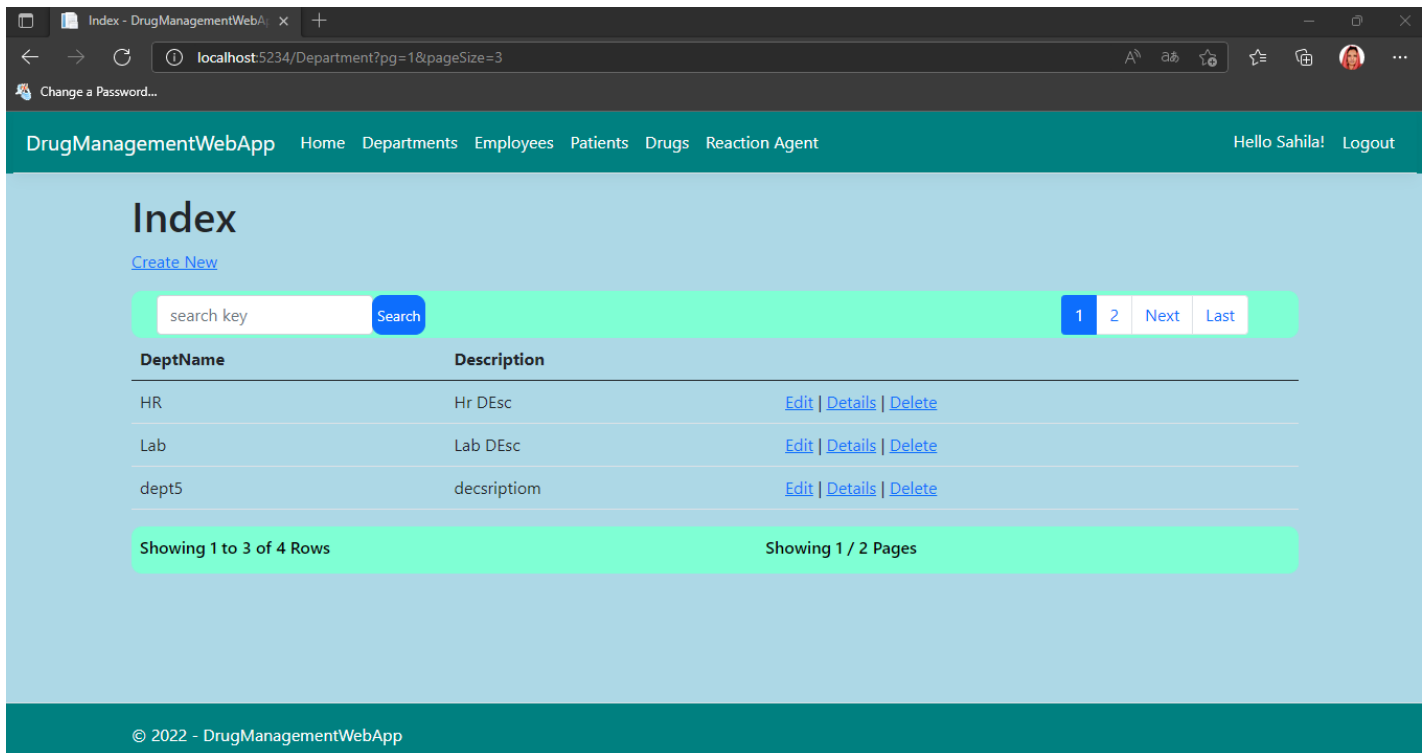 Index - DrugManagementWebA
localhost:5234/Department?pg=1&pageSize=3
Change a Password...
DrugManagementWebApp Home Departments Employees Patients Drugs Reaction Agent Hello Sahila! Logout
Index
Create New
search key Search 1 2 Next Last
DeptName Description
HR Hr DEsc Edit | Details | Delete
Lab Lab DEsc Edit | Details | Delete
dept5 decsriptiom Edit | Details | Delete
Showing 1 to 3 of 4 Rows Showing 1 / 2 Pages
© 2022 - DrugManagementWebApp